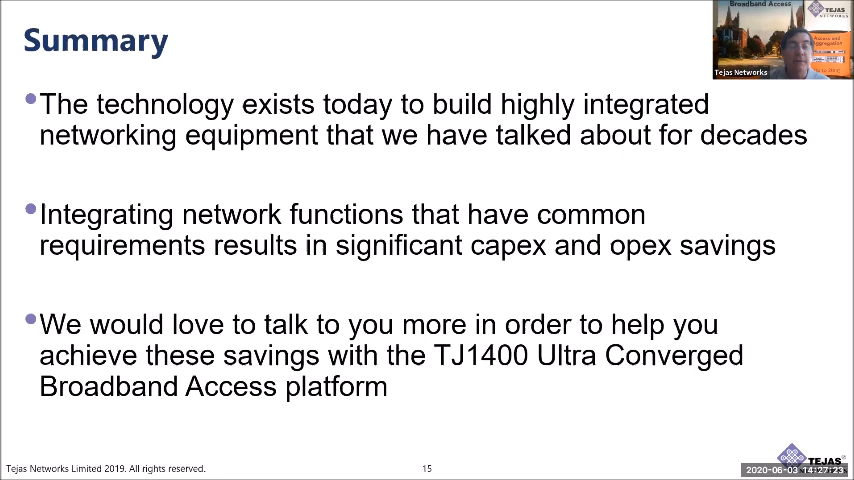 Summary
•The technology exists today to build highly integrated
networking equipment that we have talked about for decades
•Integrating network functions that have common
requirements results in significant capex and opex savings
•We would love to talk to you more in order to help you
achieve these savings with the TJ1400 Ultra Converged
Broadband Access platform
Broadband Access
TEJAS
NETWORKS
Access and
Aggregation
Tejas Networks
Tejas Networks Limited 2019. All rights reserved.
15
TEJAS
2020-06-03 14:27:23